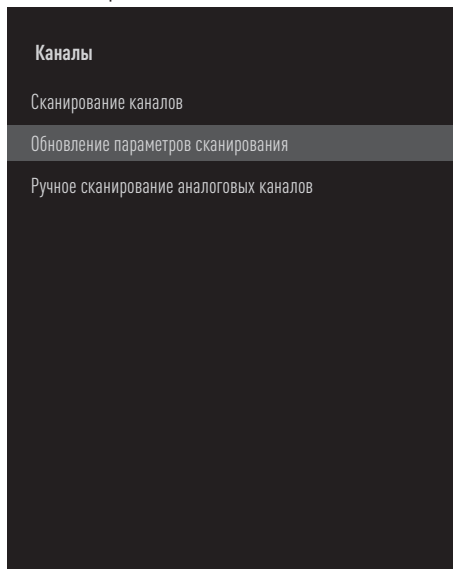 Каналы
Сканирование каналов
Обновление параметров сканирования
Ручное сканирование аналоговых каналов